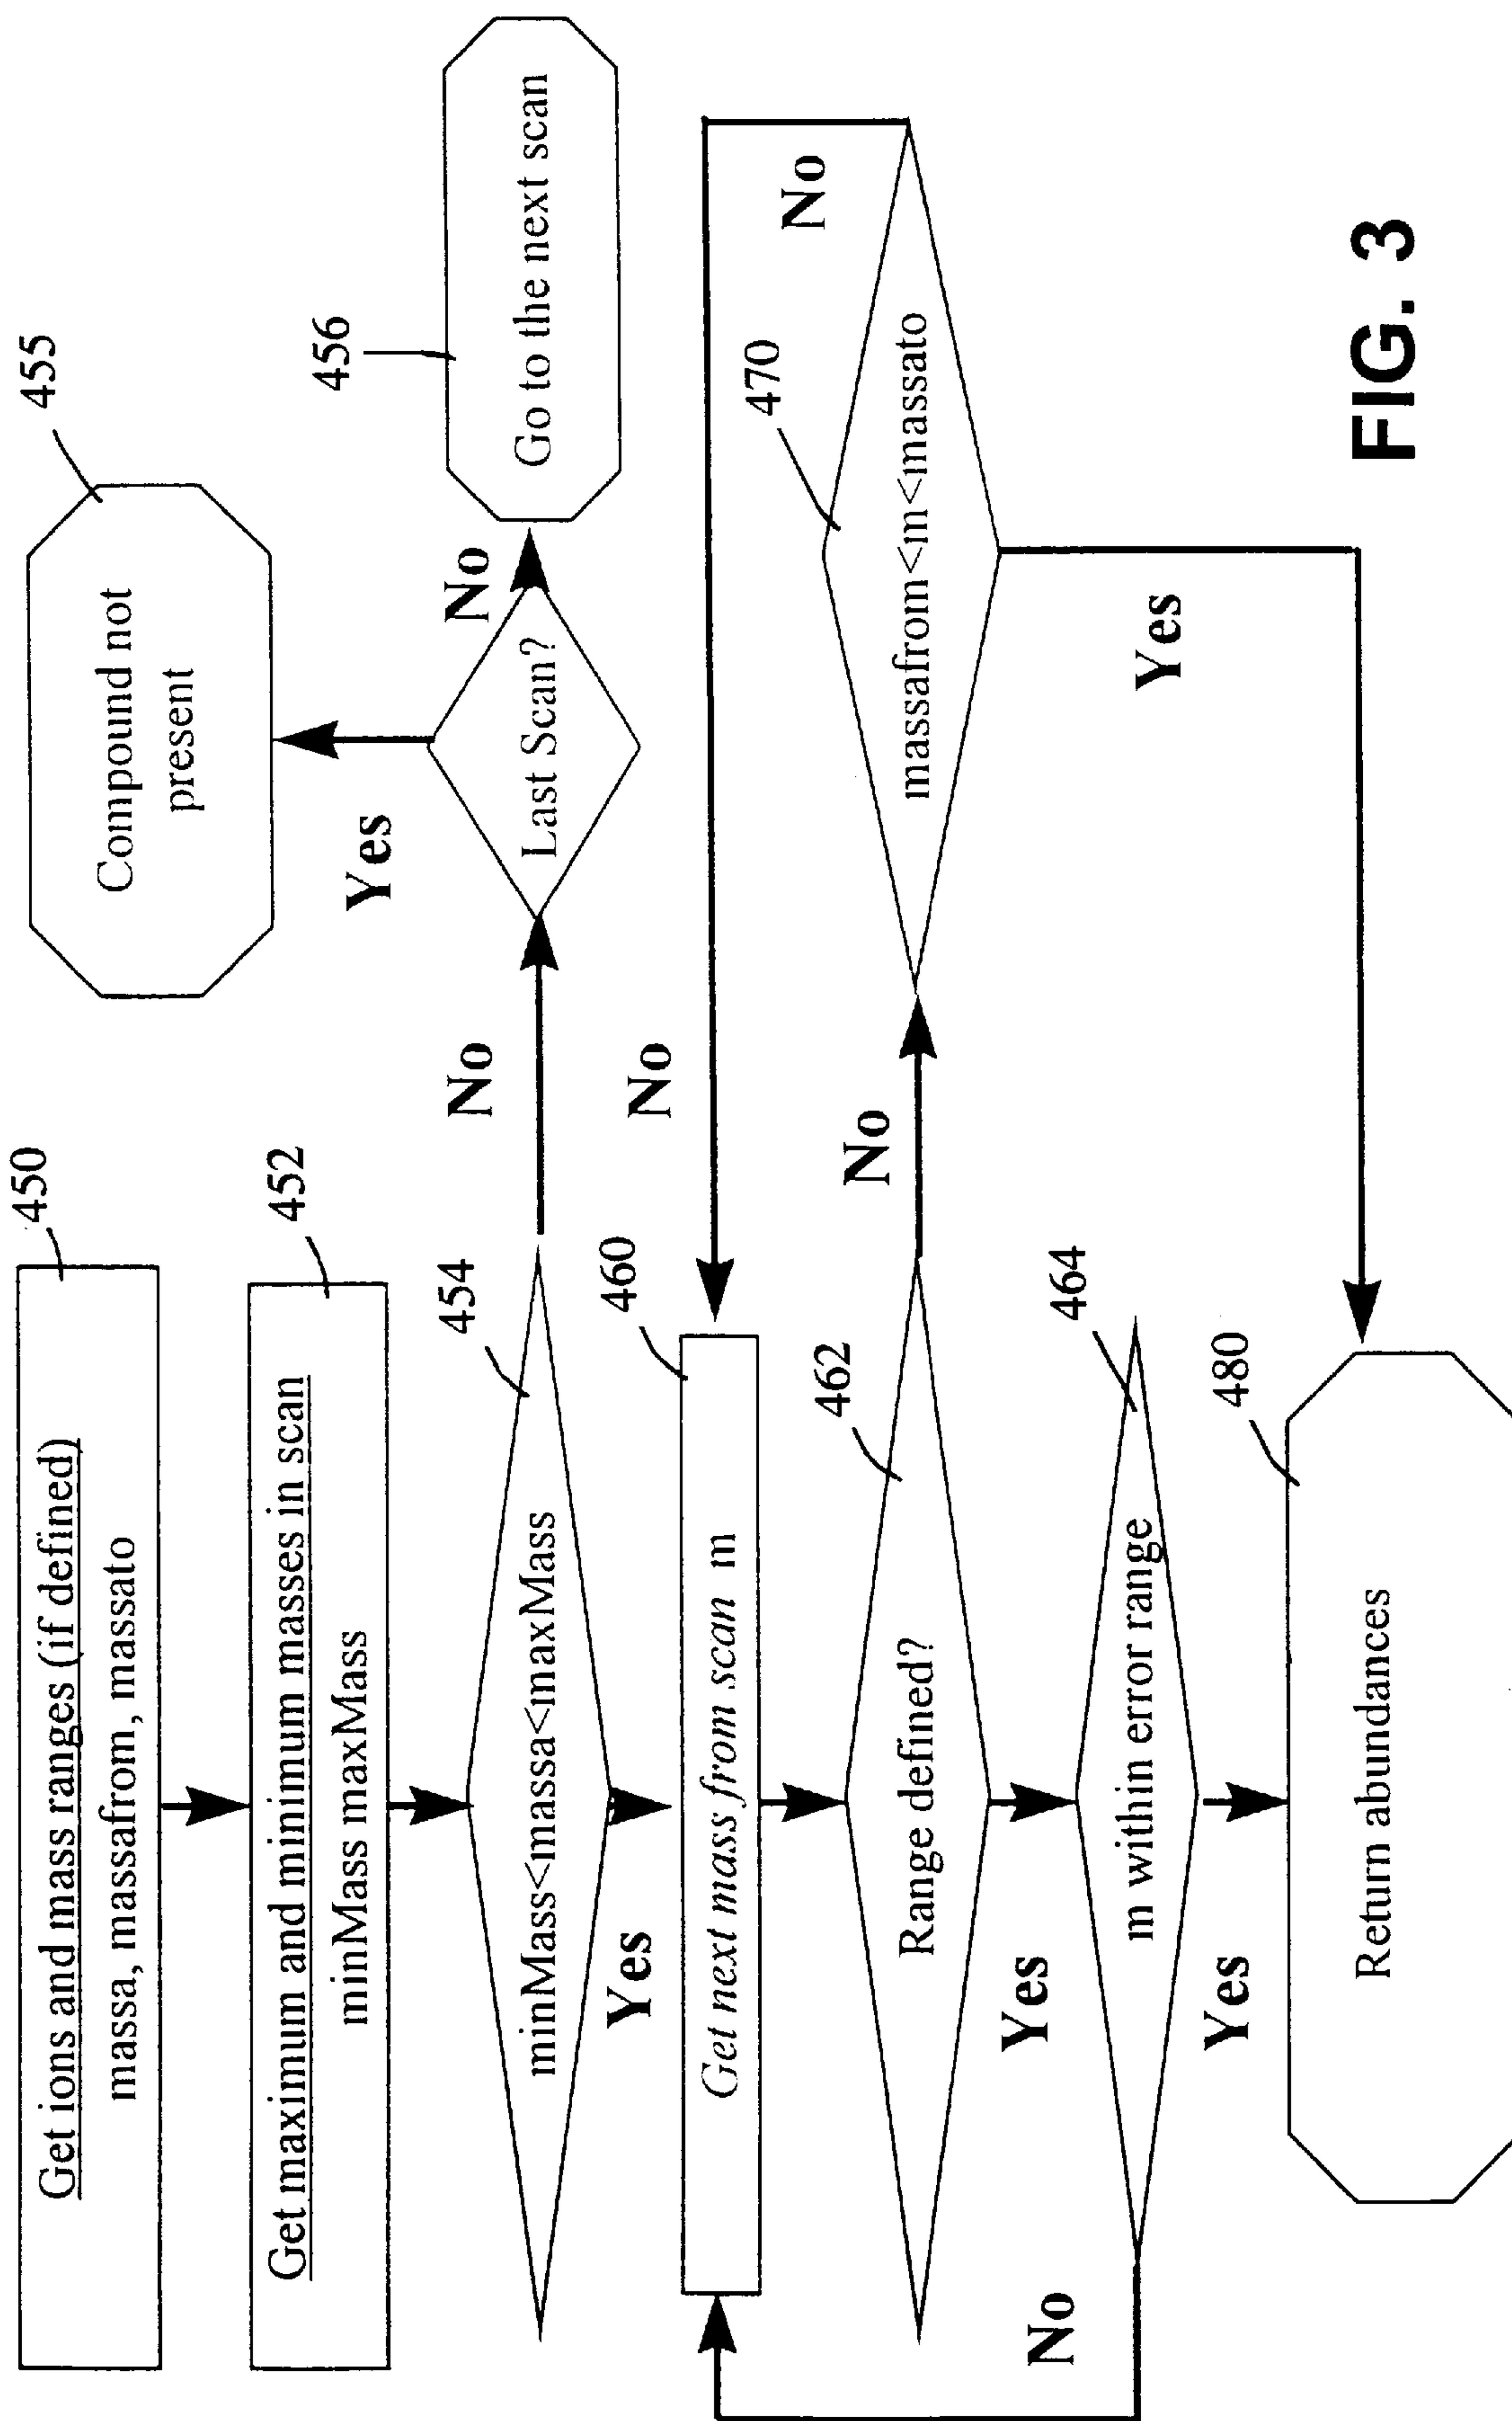 450
Get ions and mass ranges (if defined)
massa, massafrom, massato
452
Get maximum and minimum masses in scan
minMass maxMass
454
minMass<massa<maxMass
No
Last Scan?
Yes
455
Compound not
present
No
456
Go to the next scan
Yes
460
Get next mass from scan m
No
462
Range defined?
No
470
massafrom<m<massato
No
Yes
Yes
464
m within error range
No
Yes
480
Return abundances
FIG. 3